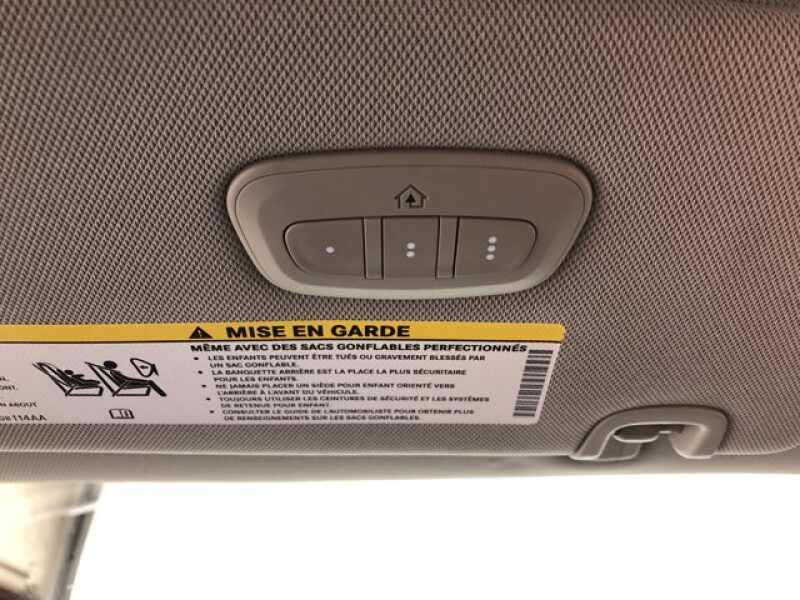 MISE EN GARDE
MÊME AVEC DES SACS GONFLABLES PERFECTIONNÉS
• LES ENFANTS PEUVENT ÊTRE TUÉS OU GRAVEMENT BLESSÉS PAR
UN SAC GONFLABLE.
• LA BANQUETTE ARRIÈRE EST LA PLACE LA PLUS SÉCURITAIRE
POUR LES ENFANTS.
• NE JAMAIS PLACER UN SIÈGE POUR ENFANT ORIENTÉ VERS
L'ARRIÈRE À L'AVANT DU VÉHICULE.
• TOUJOURS UTILISER LES CEINTURES DE SÉCURITÉ ET LES SYSTÈMES
DE RETENUE POUR ENFANT.
• CONSULTER LE GUIDE DE L'AUTOMOBILISTE POUR OBTENIR PLUS
DE RENSEIGNEMENTS SUR LES SACS GONFLABLES.
ONT.
ABOUT
114AA